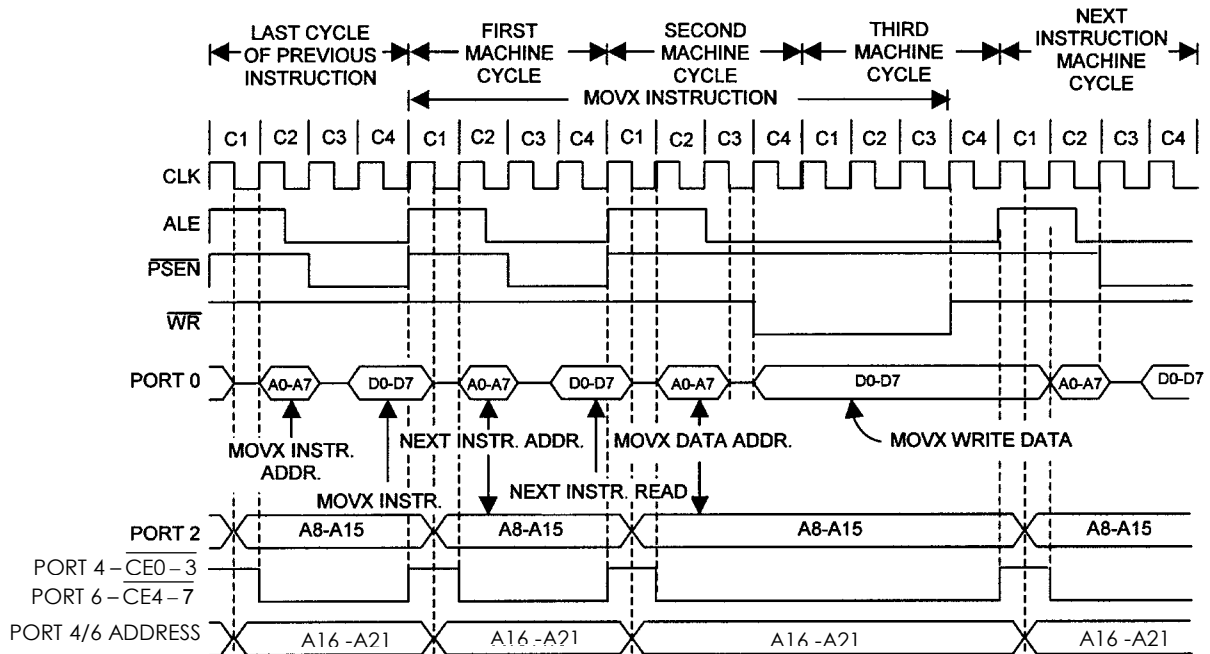 LAST CYCLE
OF PREVIOUS
INSTRUCTION
FIRST
MACHINE
CYCLE
SECOND
MACHINE
CYCLE
THIRD
MACHINE
CYCLE
NEXT
INSTRUCTION
MACHINE
CYCLE
MOVX INSTRUCTION
C1 C2 C3 C4 C1 C2 C3 C4 C1 C2 C3 C4 C1 C2 C3 C4 C1 C2 C3 C4
CLK
ALE
PSEN
WR
PORT 0 A0-A7 D0-D7 A0-A7 D0-D7 A0-A7 D0-D7 A0-A7 D0-D7
MOVX INSTR.
ADDR.
NEXT INSTR. ADDR.
MOVX DATA ADDR.
MOVX WRITE DATA
MOVX INSTR.
NEXT INSTR. READ
PORT 2 A8-A15 A8-A15 A8-A15 A8-A15
PORT 4 – CE0 – 3
PORT 6 – CE4 – 7
PORT 4/6 ADDRESS A16 -A21 A16 -A21 A16 -A21 A16 -A21